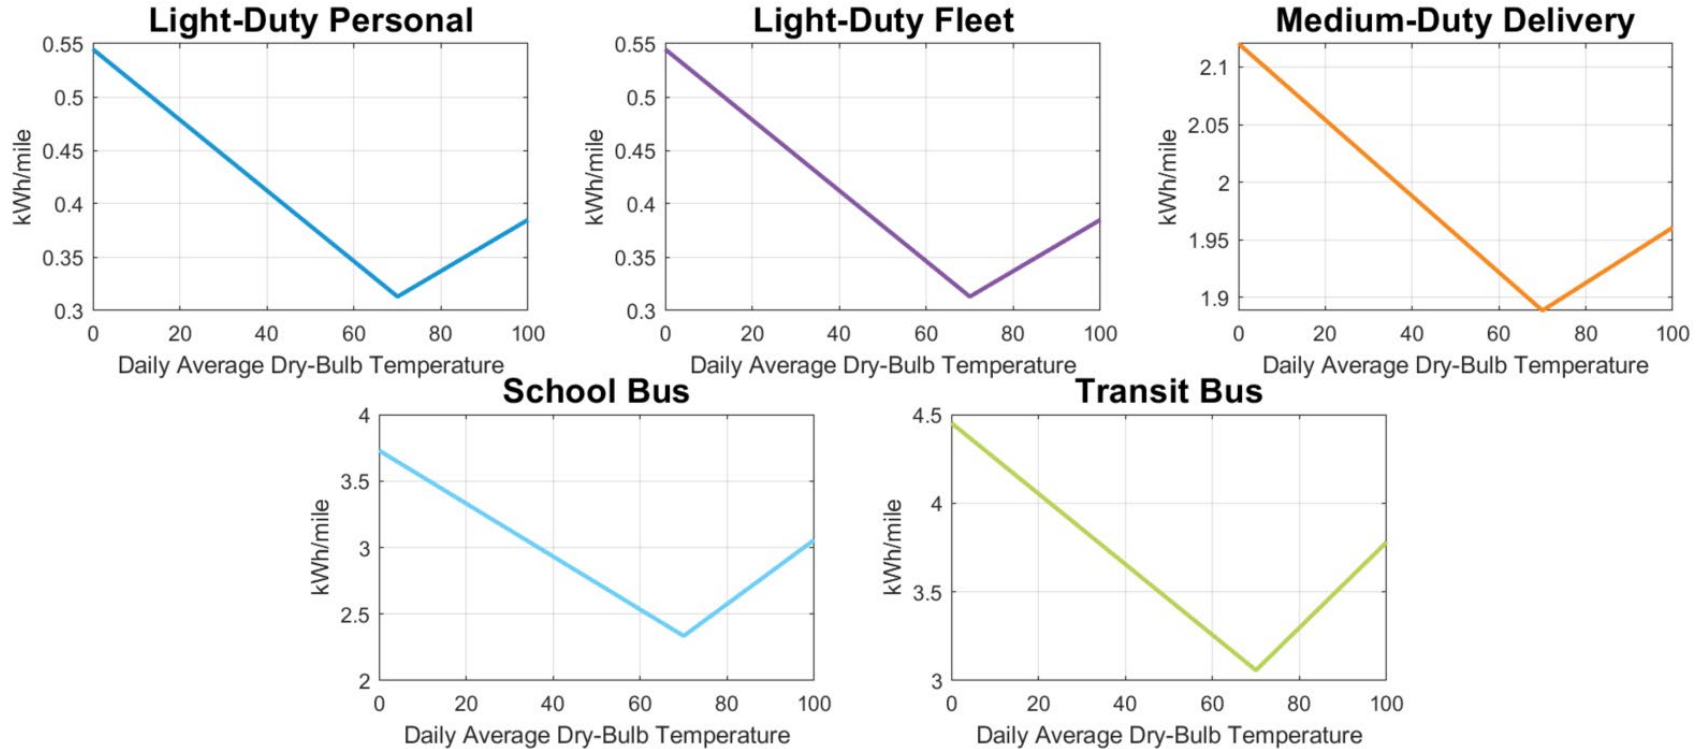 Light-Duty Personal
0.55
0.5
0.45
0.4
0.35
0.3
kWh/mile
0 20 40 60 80 100
Daily Average Dry-Bulb Temperature
Light-Duty Fleet
0.55
0.5
0.45
0.4
0.35
0.3
kWh/mile
0 20 40 60 80 100
Daily Average Dry-Bulb Temperature
Medium-Duty Delivery
2.1
2.05
2
1.95
1.9
kWh/mile
0 20 40 60 80 100
Daily Average Dry-Bulb Temperature
School Bus
4
3.5
3
2.5
2
kWh/mile
0 20 40 60 80 100
Daily Average Dry-Bulb Temperature
Transit Bus
4.5
4
3.5
3
kWh/mile
0 20 40 60 80 100
Daily Average Dry-Bulb Temperature